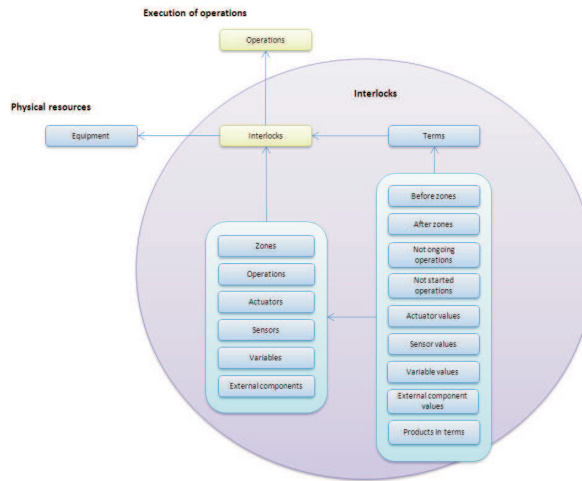 Execution of operations
Operations
Interlocks
Physical resources
Equipment
Interlocks
Terms
Zones
Operations
Actuators
Sensors
Variables
External components
Before zones
After zones
Not ongoing
operations
Not started
operations
Actuator values
Sensor values
Variable values
External component
values
Products in terms